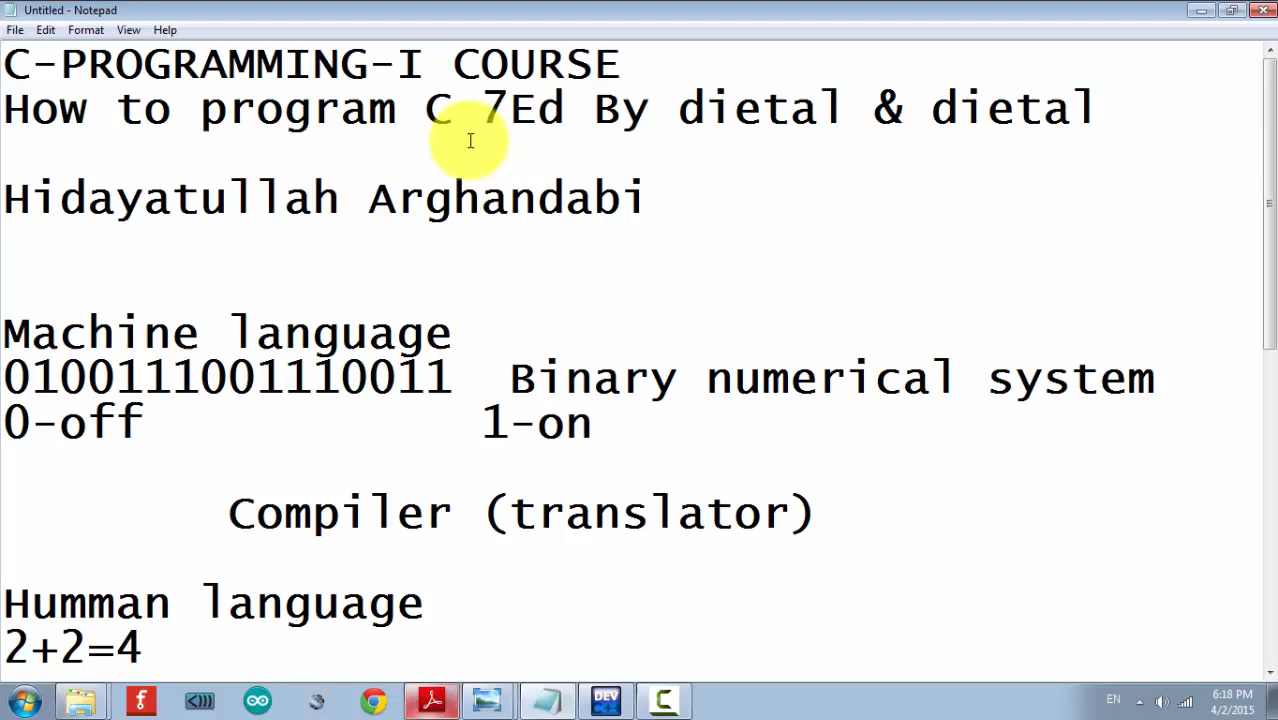 Untitled - Notepad
File Edit Format View Help
C-PROGRAMMING-I COURSE
How to program C 7Ed By dietal & dietal
Hidayatullah Arghandabi
Machine language
0100111001110011 Binary numerical system
0-off 1-on
Compiler (translator)
Humman language
2+2=4
DEV C++
EN
6:18 PM
4/2/2015